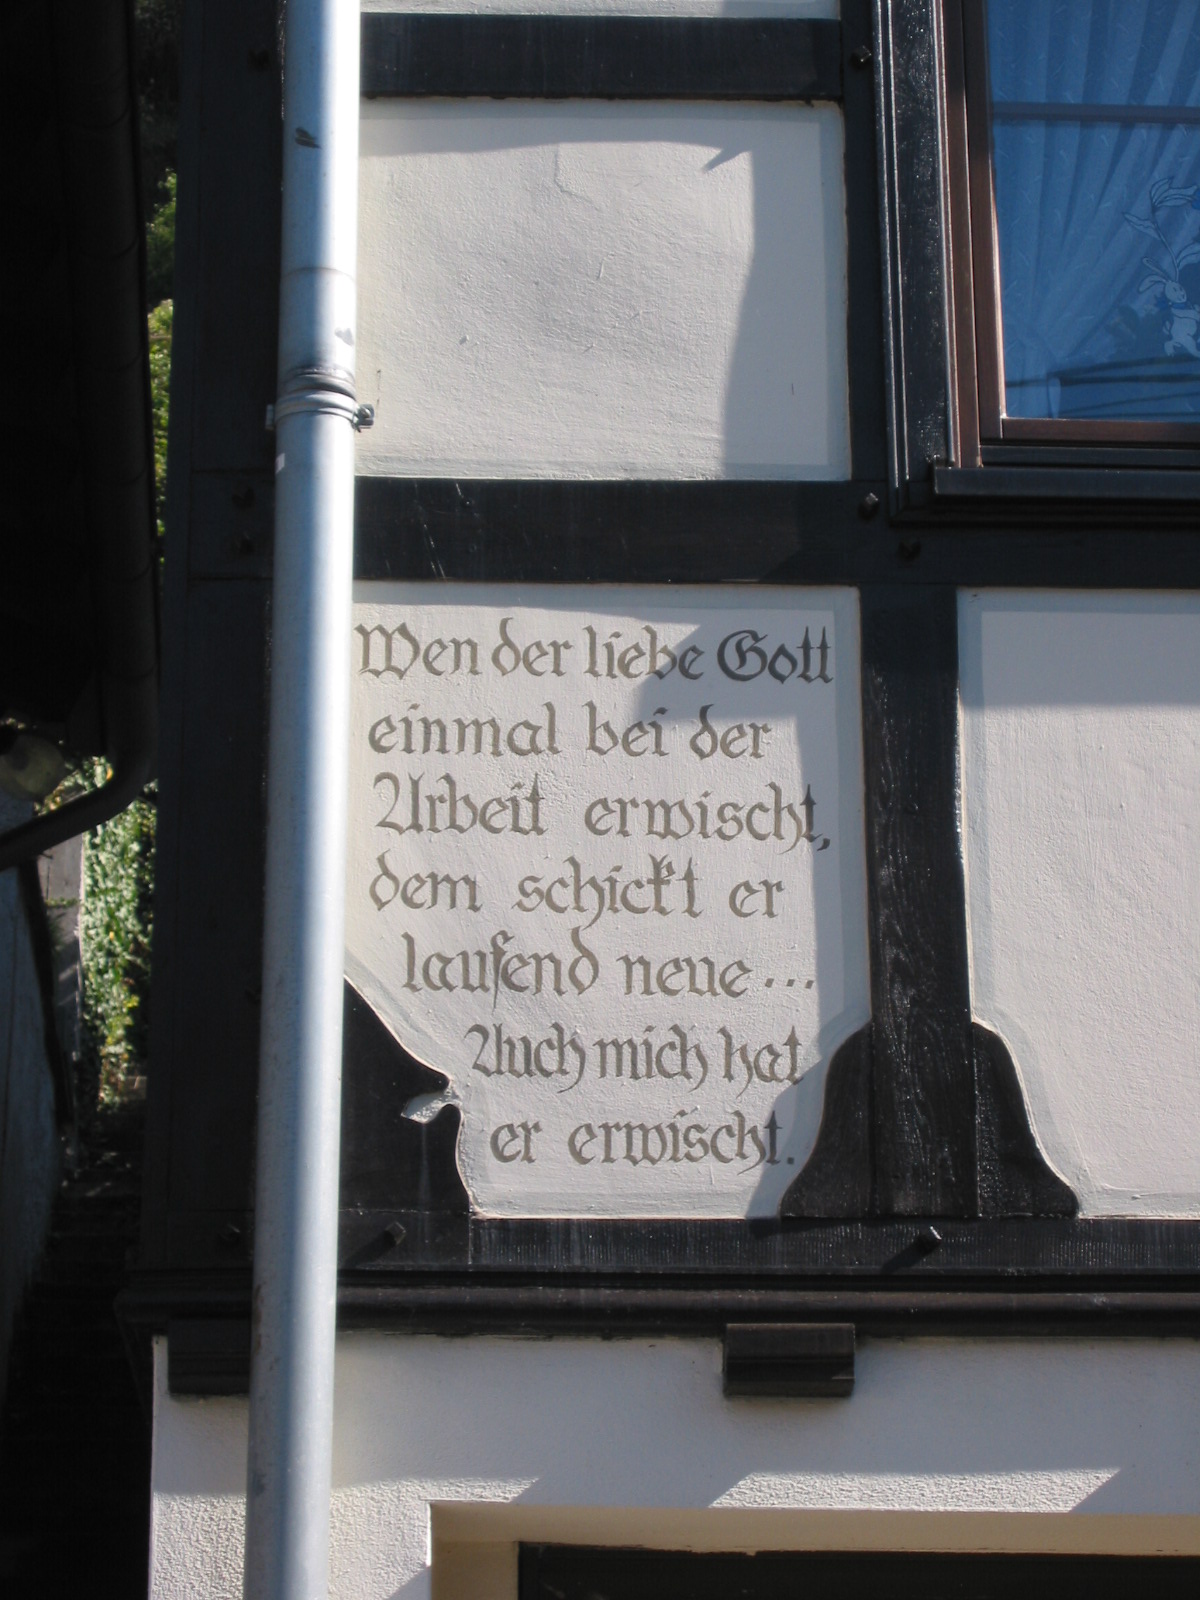 Wen der liebe Gott
einmal bei der
Arbeit erwischt,
dem schickt er
laufend neue ...
Auch mich hat
er erwischt.